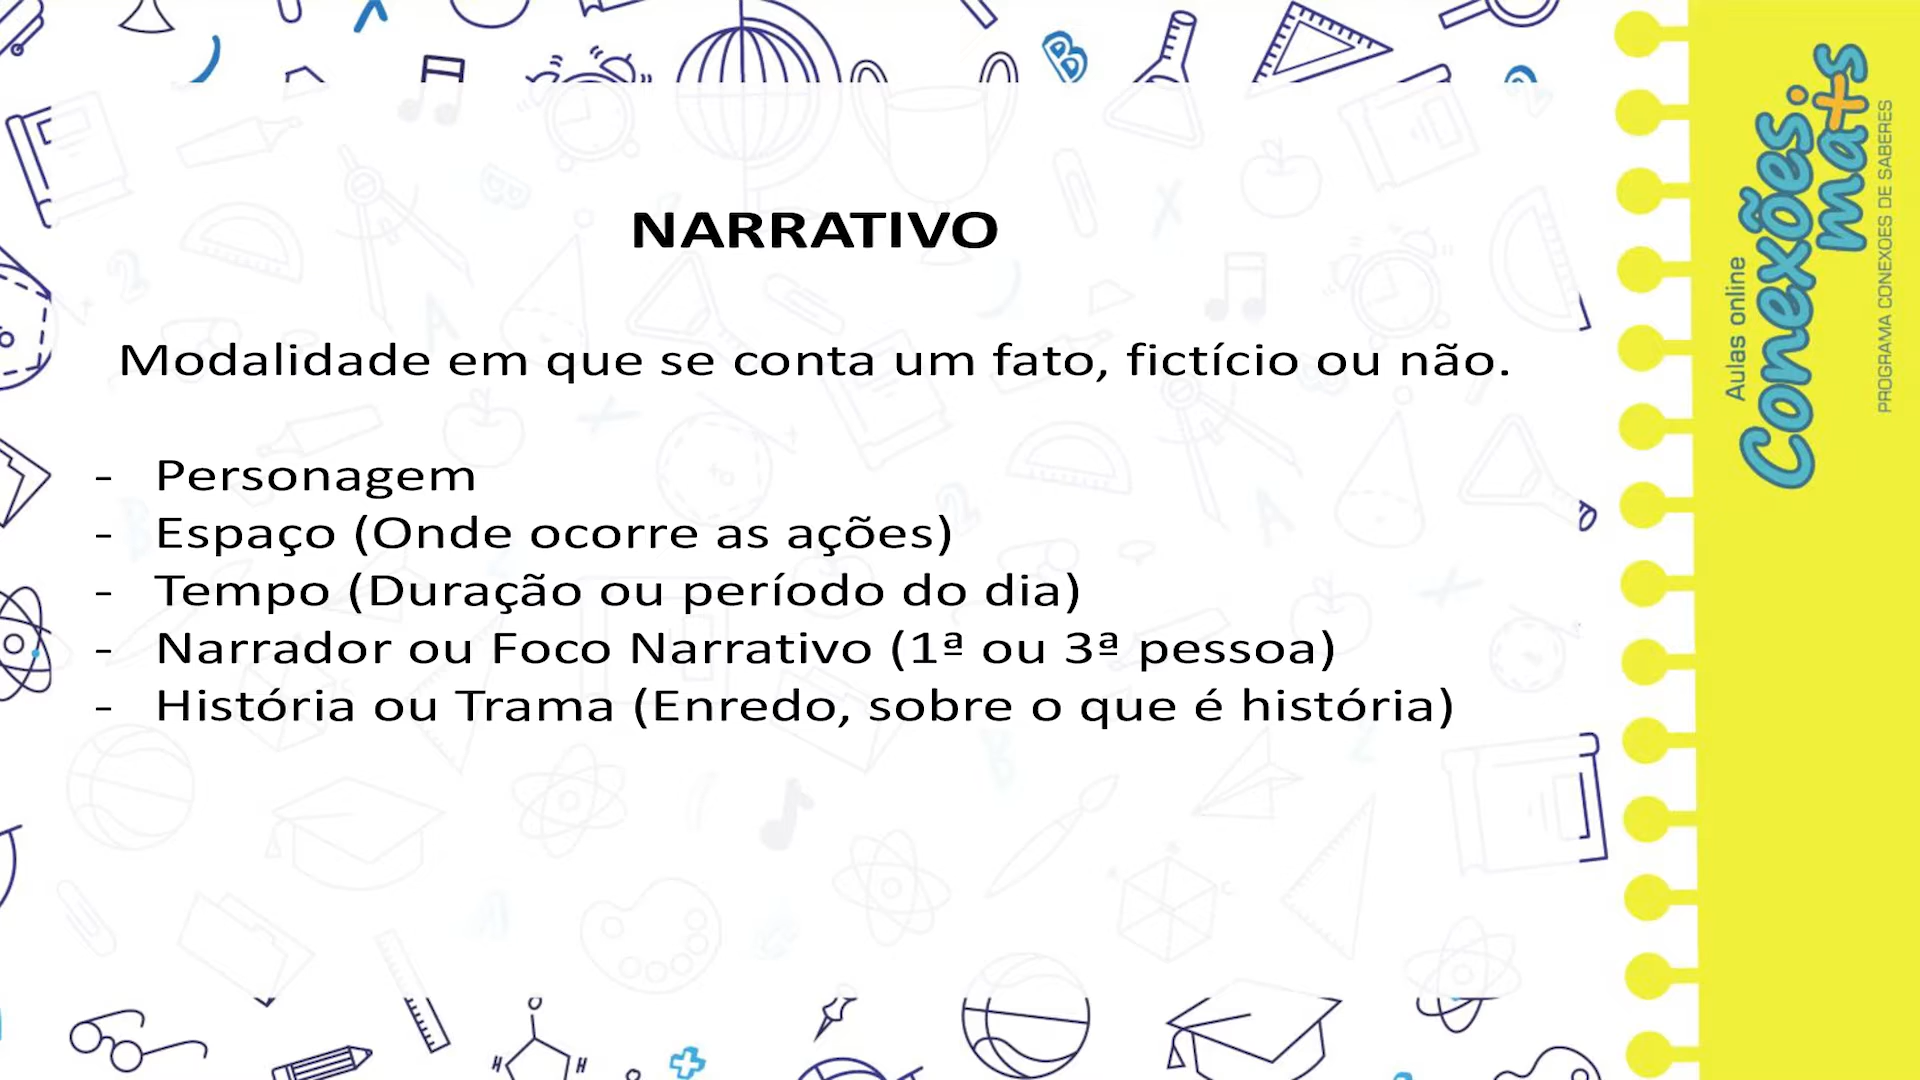 NARRATIVO
Modalidade em que se conta um fato, fictício ou não.
- Personagem
- Espaço (Onde ocorre as ações)
- Tempo (Duração ou período do dia)
- Narrador ou Foco Narrativo (1ª ou 3ª pessoa)
- História ou Trama (Enredo, sobre o que é história)
Aulas online
Conexões.
ma+s
PROGRAMA CONEXOES DE SABERES